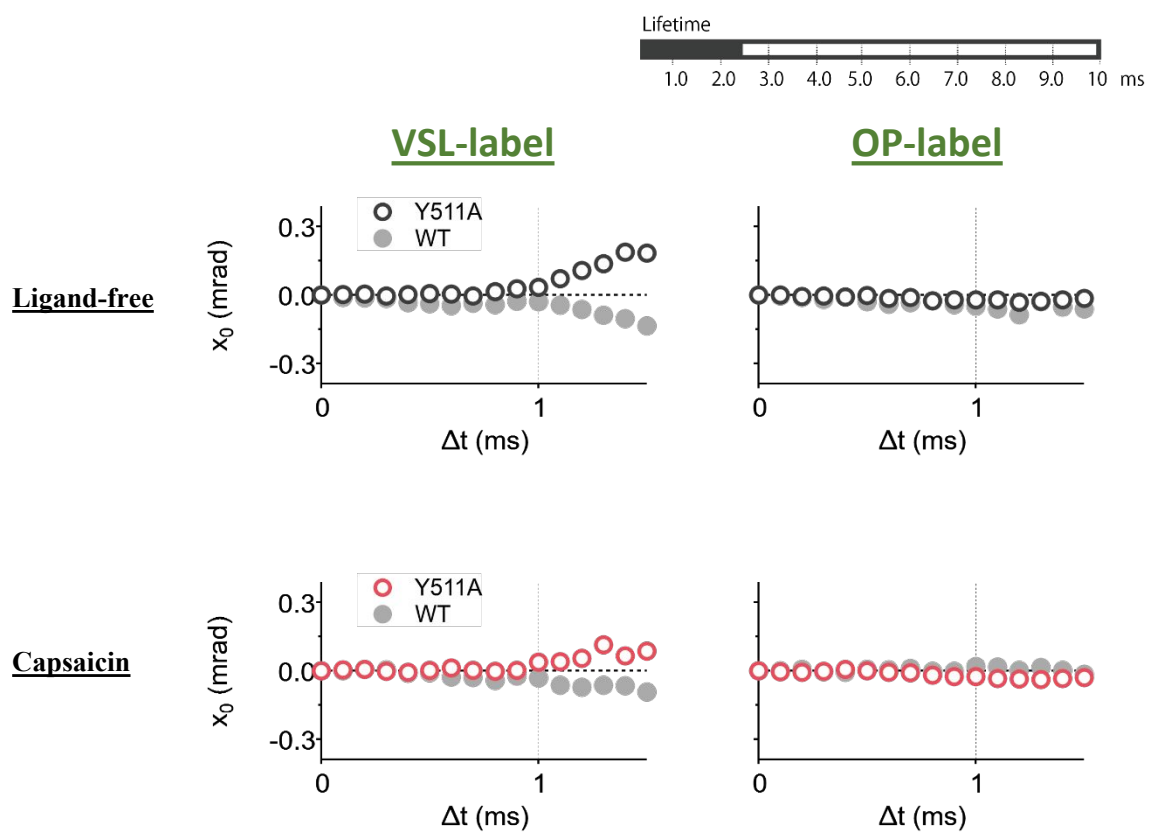 Lifetime
1.0 2.0 3.0 4.0 5.0 6.0 7.0 8.0 9.0 10 ms
VSL-label
OP-label
Ligand-free
x0 (mrad)
0.3
0.0
-0.3
Y511A
WT
0 1
Δt (ms)
0 1
Δt (ms)
Capsaicin
x0 (mrad)
0.3
0.0
-0.3
Y511A
WT
0 1
Δt (ms)
0 1
Δt (ms)